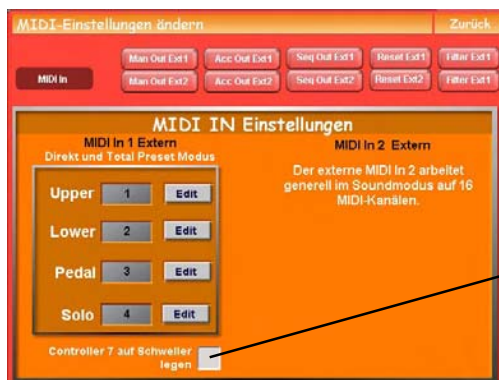 MIDI-Einstellungen ändern
Zurück
Man Out Ext1
Acc Out Ext1
Seq Out Ext1
Reset Ext1
Filter Ext1
MIDI In
Man Out Ext2
Acc Out Ext2
Seq Out Ext2
Reset Ext2
Filter Ext1
MIDI IN Einstellungen
MIDI In 1 Extern
Direkt und Total Preset Modus
Upper 1 Edit
Lower 2 Edit
Pedal 3 Edit
Solo 4 Edit
Controller 7 auf Schweller
legen
MIDI In 2 Extern
Der externe MIDI In 2 arbeitet
generell im Soundmodus auf 16
MIDI-Kanälen.